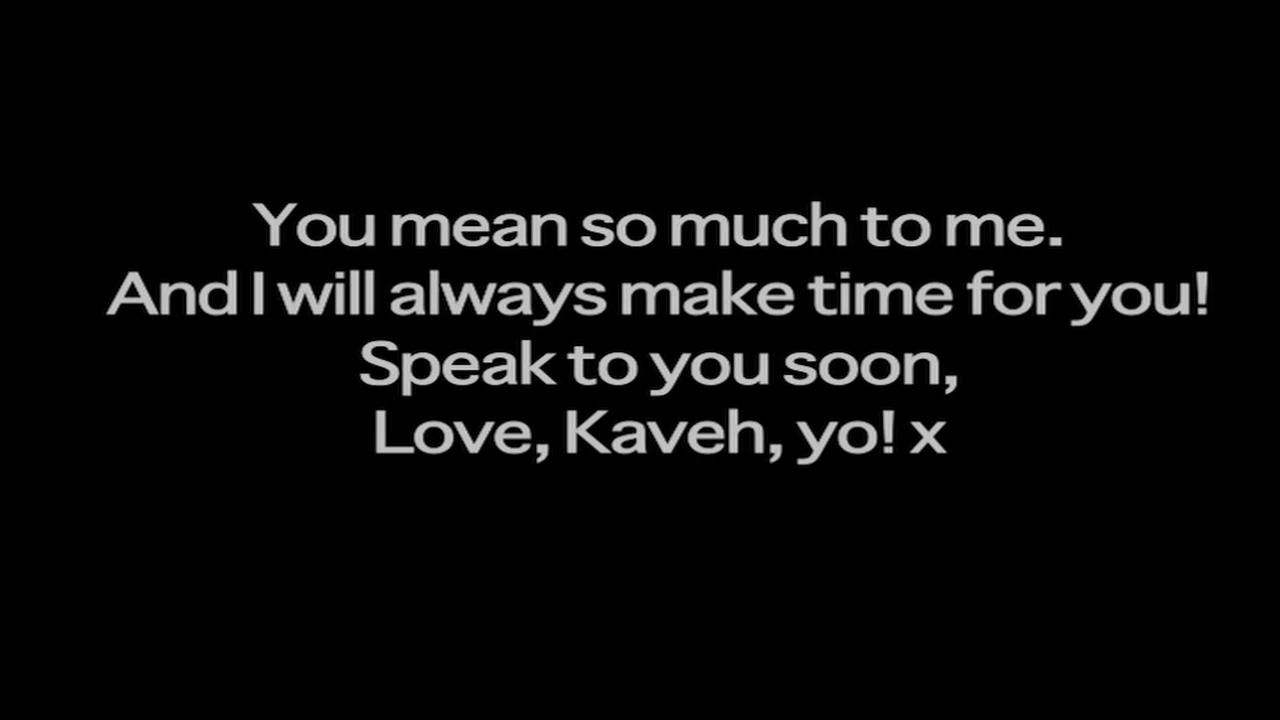 You mean so much to me.
And I will always make time for you!
Speak to you soon,
Love, Kaveh, yo! x